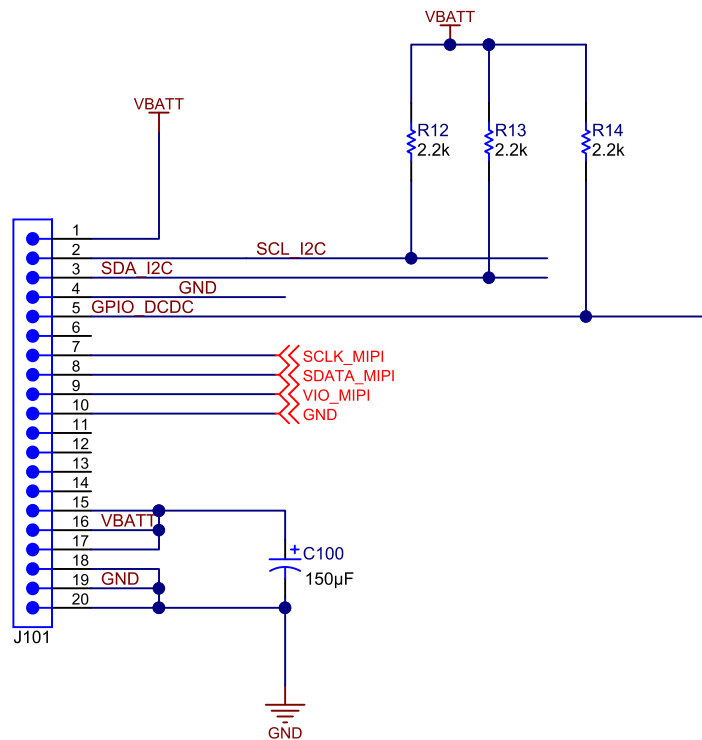 VBATT
VBATT
R12
2.2k
R13
2.2k
R14
2.2k
1
2 SCL_I2C
3 SDA_I2C
4 GND
5 GPIO_DCDC
6
7 SCLK_MIPI
8 SDATA_MIPI
9 VIO_MIPI
10 GND
11
12
13
14
15
16 VBATT
17
18
19 GND
20
+ C100
150µF
J101
GND